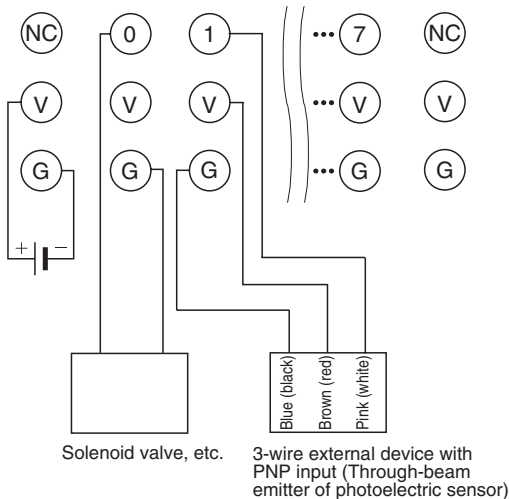 NC 0 1 ••• 7 NC
V V V ••• V V
G G G ••• G G
+ −
Blue (black)
Brown (red)
Pink (white)
Solenoid valve, etc.
3-wire external device with
PNP input (Through-beam
emitter of photoelectric sensor)